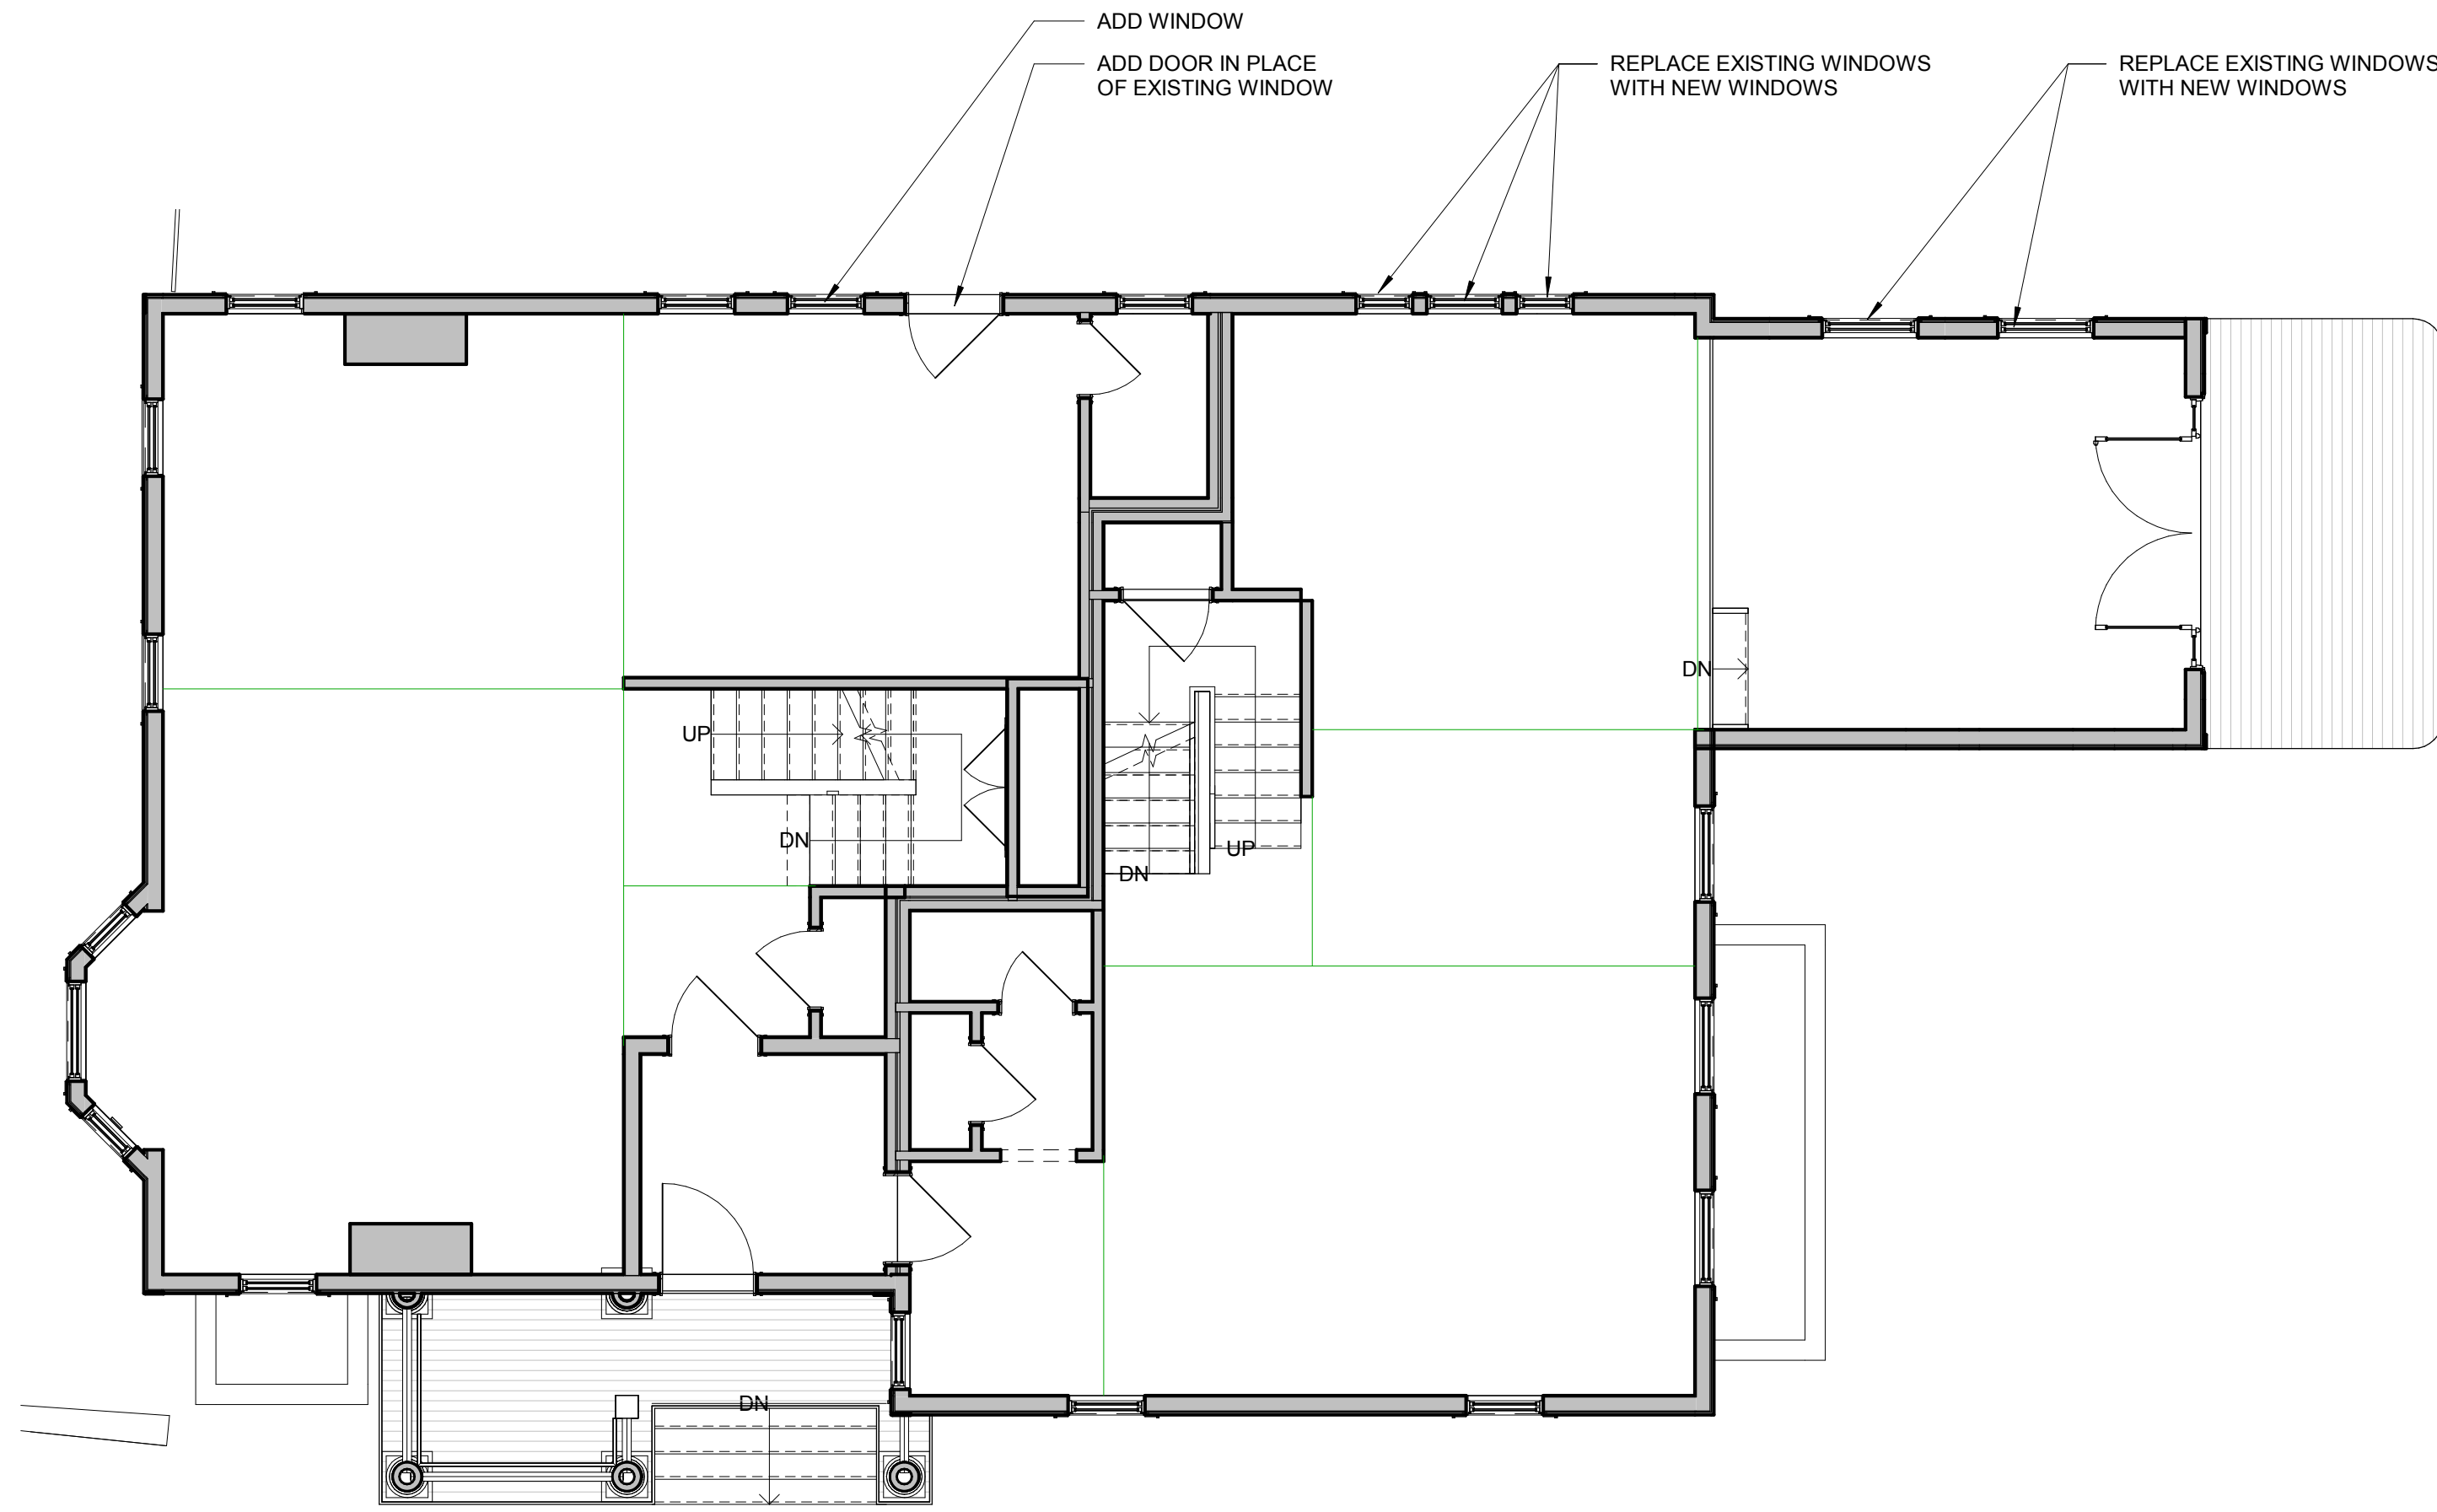 ADD WINDOW
ADD DOOR IN PLACE
OF EXISTING WINDOW
REPLACE EXISTING WINDOWS
WITH NEW WINDOWS
REPLACE EXISTING WINDOWS
WITH NEW WINDOWS
DN
UP
DN
UP
DN
DN